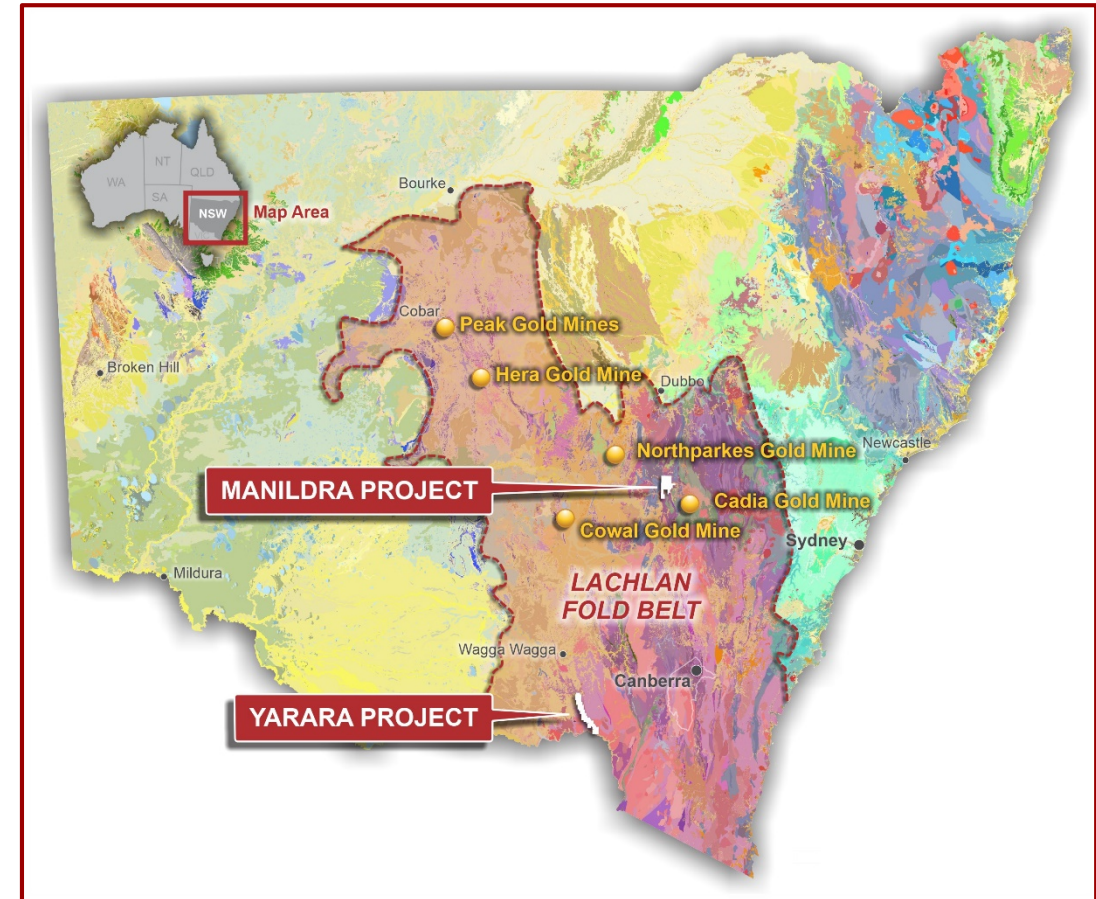 NT
QLD
WA
SA
NSW
Map Area
Bourke
Cobar
Peak Gold Mines
Broken Hill
Hera Gold Mine
Dubbo
Newcastle
Northparkes Gold Mine
MANILDRA PROJECT
Cadia Gold Mine
Cowal Gold Mine
Sydney
Mildura
LACHLAN
FOLD BELT
Wagga Wagga
Canberra
YARARA PROJECT